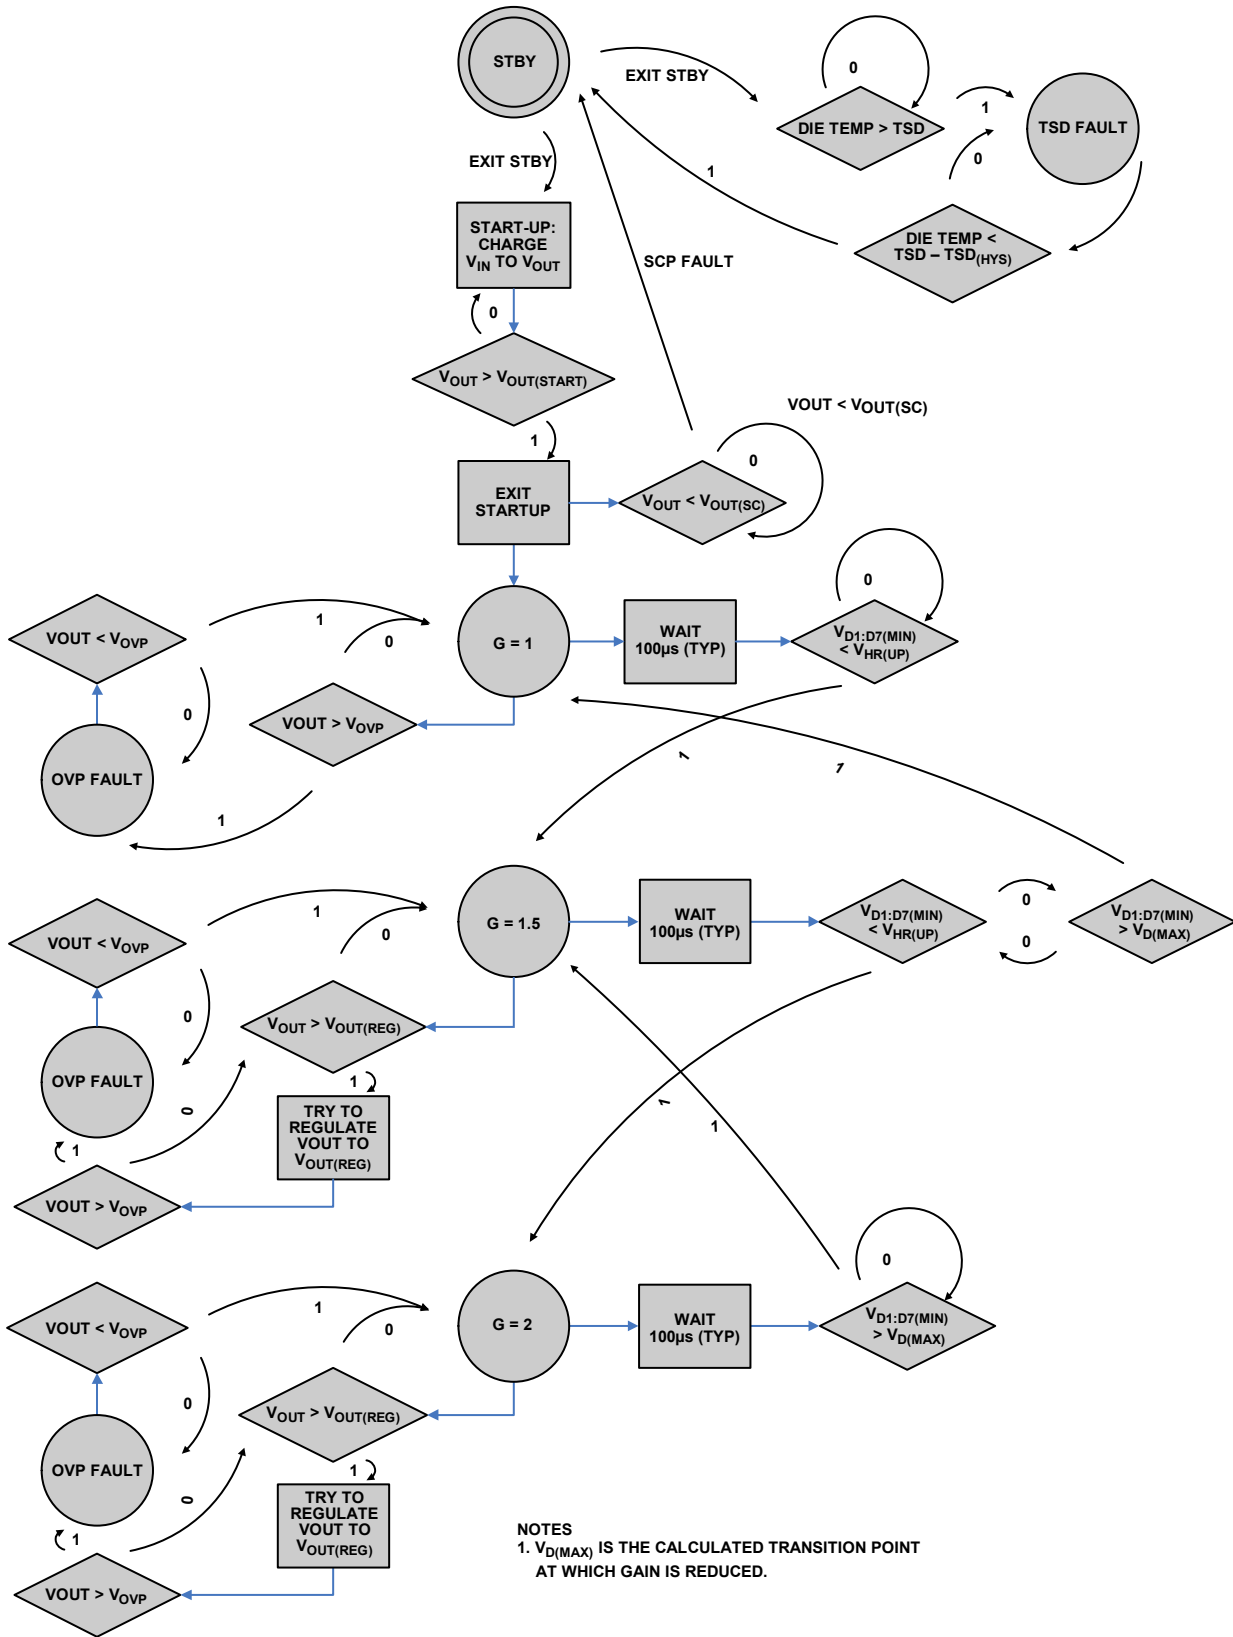 STBY
EXIT STBY
0
DIE TEMP > TSD
1
TSD FAULT
0
EXIT STBY
1
DIE TEMP <
TSD – TSD(HYS)
START-UP:
CHARGE
VIN TO VOUT
SCP FAULT
0
VOUT > VOUT(START)
1
VOUT < VOUT(SC)
0
EXIT
STARTUP
VOUT < VOUT(SC)
0
VOUT < VOVP
1
0
G = 1
WAIT
100µs (TYP)
VD1:D7(MIN)
< VHR(UP)
0
VOUT > VOVP
OVP FAULT
1
1
1
VOUT < VOVP
1
0
G = 1.5
WAIT
100µs (TYP)
VD1:D7(MIN)
< VHR(UP)
0
0
VD1:D7(MIN)
> VD(MAX)
0
VOUT > VOUT(REG)
OVP FAULT
1
0
TRY TO
REGULATE
VOUT TO
VOUT(REG)
1
1
1
VOUT > VOVP
0
VOUT < VOVP
1
0
G = 2
WAIT
100µs (TYP)
VD1:D7(MIN)
> VD(MAX)
0
VOUT > VOUT(REG)
OVP FAULT
1
0
TRY TO
REGULATE
VOUT TO
VOUT(REG)
1
VOUT > VOVP
NOTES
1. VD(MAX) IS THE CALCULATED TRANSITION POINT
AT WHICH GAIN IS REDUCED.